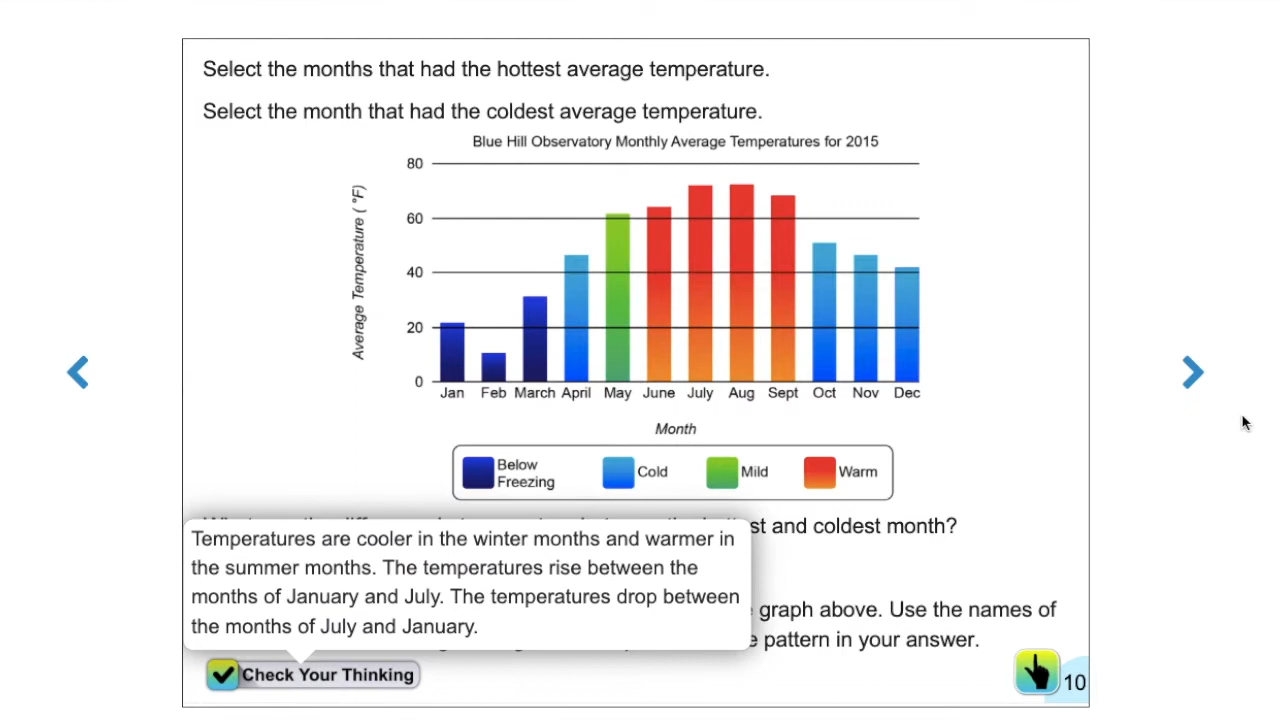 Select the months that had the hottest average temperature.
Select the month that had the coldest average temperature.
Blue Hill Observatory Monthly Average Temperatures for 2015
Average Temperature ( °F)
80
60
40
20
0
Jan Feb March April May June July Aug Sept Oct Nov Dec
Month
Below Freezing
Cold
Mild
Warm
and coldest month?
Temperatures are cooler in the winter months and warmer in
the summer months. The temperatures rise between the
months of January and July. The temperatures drop between
the months of July and January.
graph above. Use the names of
pattern in your answer.
Check Your Thinking
10